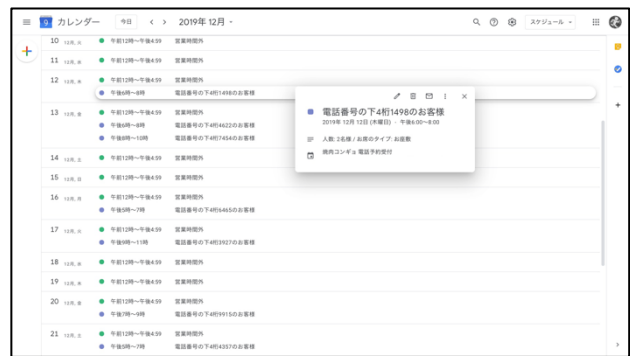 カレンダー 今日 < > 2019年 12月 スケジュール
10 12月, 火 午前12時～午後4:59 営業時間外
11 12月, 水 午前12時～午後4:59 営業時間外
12 12月, 木 午前12時～午後4:59 営業時間外
午後6時～8時 電話番号の下4桁1498のお客様
電話番号の下4桁1498のお客様
2019年 12月 12日 (木曜日) · 午後6:00～8:00
人数: 2名様 / お席のタイプ: お座敷
焼肉コンギョ 電話予約受付
13 12月, 金 午前12時～午後4:59 営業時間外
午後6時～8時 電話番号の下4桁4622のお客様
午後8時～10時 電話番号の下4桁7454のお客様
14 12月, 土 午前12時～午後4:59 営業時間外
15 12月, 日 午前12時～午後4:59 営業時間外
16 12月, 月 午前12時～午後4:59 営業時間外
午後5時～7時 電話番号の下4桁6465のお客様
17 12月, 火 午前12時～午後4:59 営業時間外
午後9時～11時 電話番号の下4桁3927のお客様
18 12月, 水 午前12時～午後4:59 営業時間外
19 12月, 木 午前12時～午後4:59 営業時間外
20 12月, 金 午前12時～午後4:59 営業時間外
午後7時～9時 電話番号の下4桁9915のお客様
21 12月, 土 午前12時～午後4:59 営業時間外
午後5時～7時 電話番号の下4桁4357のお客様